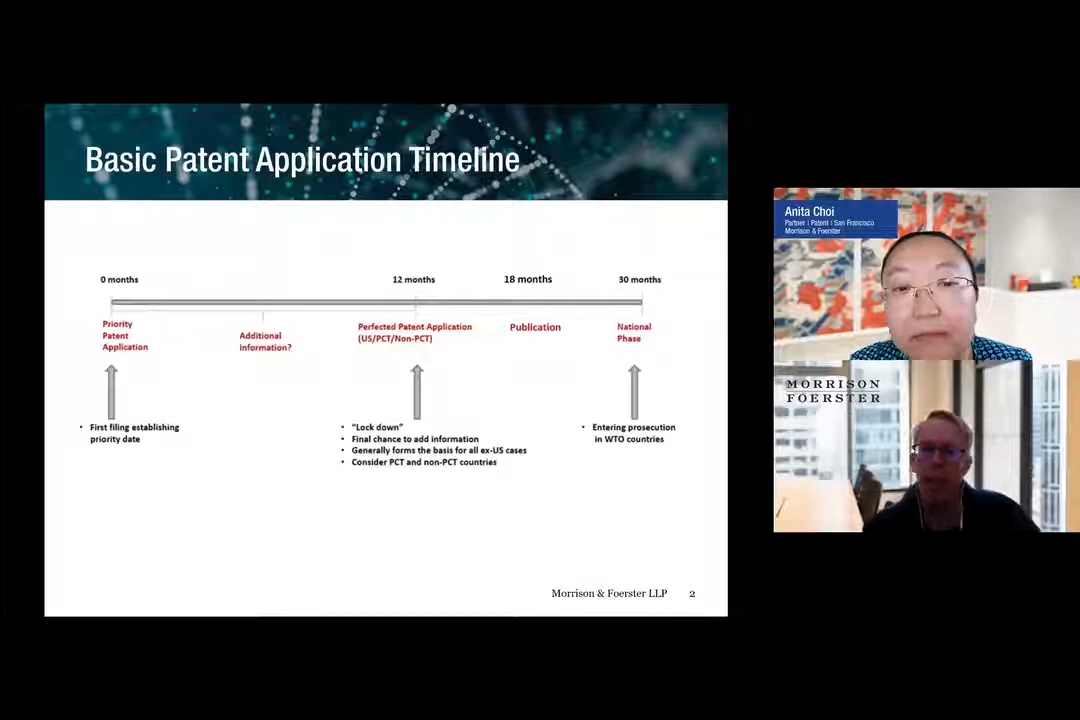 Basic Patent Application Timeline
0 months
12 months
18 months
30 months
Priority
Patent
Application
Additional
Information?
Perfected Patent Application
(US/PCT/Non-PCT)
Publication
National
Phase
• First filing establishing
priority date
• “Lock down”
• Final chance to add information
• Generally forms the basis for all ex-US cases
• Consider PCT and non-PCT countries
• Entering prosecution
in WTO countries
Morrison & Foerster LLP 2
Anita Choi
Partner | Patent | San Francisco
Morrison & Foerster
MORRISON
FOERSTER